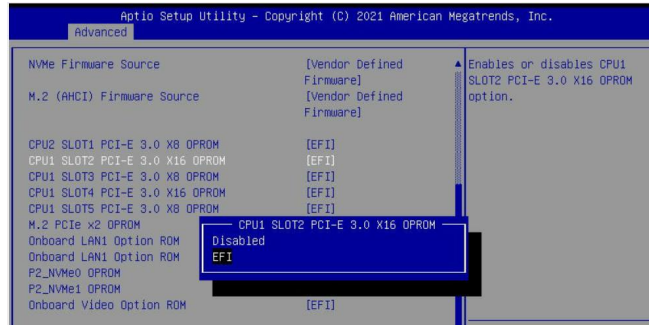 Aptio Setup Utility – Copyright (C) 2021 American Megatrends, Inc.
Advanced
NVMe Firmware Source [Vendor Defined Firmware]
M.2 (AHCI) Firmware Source [Vendor Defined Firmware]
CPU2 SLOT1 PCI-E 3.0 X8 OPROM [EFI]
CPU1 SLOT2 PCI-E 3.0 X16 OPROM [EFI]
CPU1 SLOT3 PCI-E 3.0 X8 OPROM [EFI]
CPU1 SLOT4 PCI-E 3.0 X16 OPROM [EFI]
CPU1 SLOT5 PCI-E 3.0 X8 OPROM [EFI]
M.2 PCIe x2 OPROM
Onboard LAN1 Option ROM
Onboard LAN1 Option ROM
P2_NVMe0 OPROM
P2_NVMe1 OPROM
Onboard Video Option ROM [EFI]
CPU1 SLOT2 PCI-E 3.0 X16 OPROM
Disabled
EFI
Enables or disables CPU1
SLOT2 PCI-E 3.0 X16 OPROM
option.